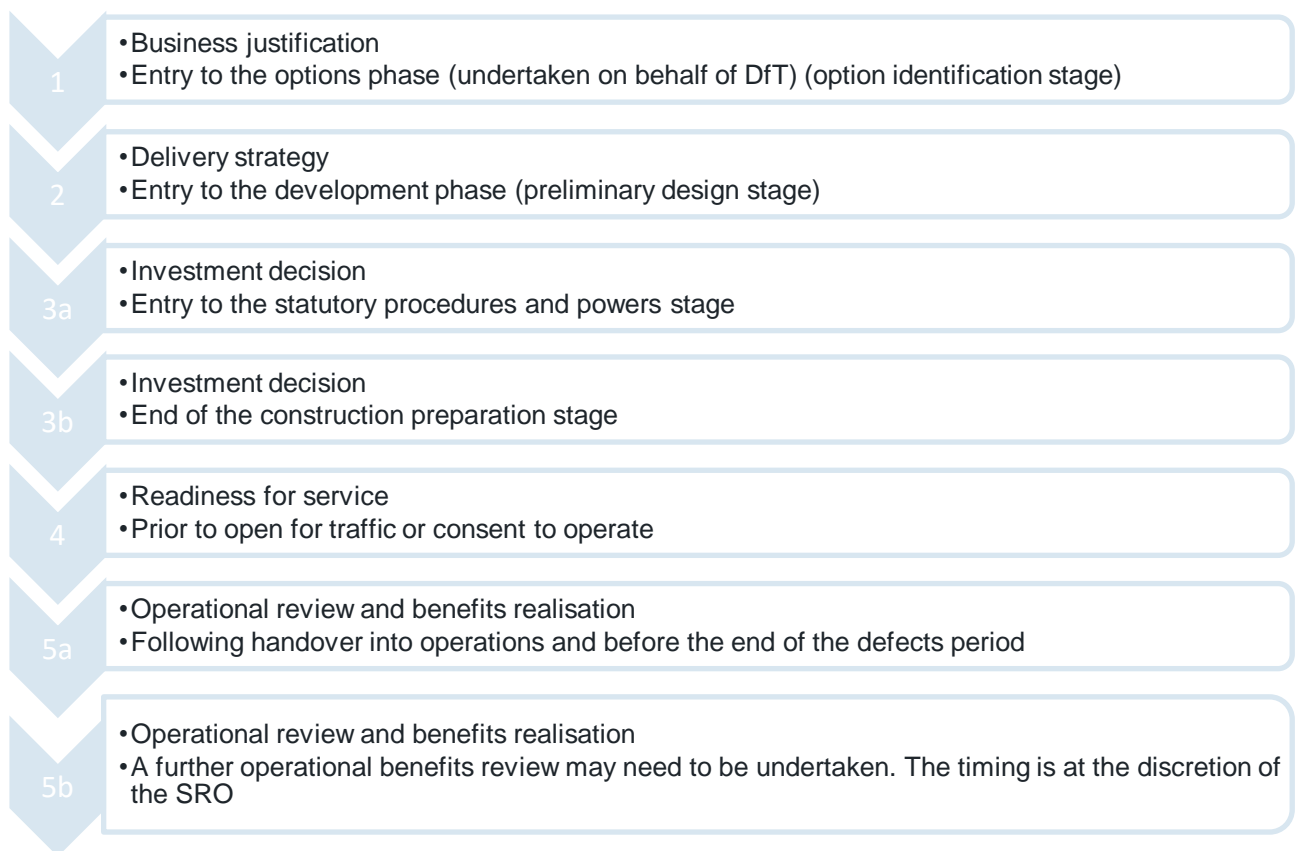 1
•Business justification
•Entry to the options phase (undertaken on behalf of DfT) (option identification stage)
2
•Delivery strategy
•Entry to the development phase (preliminary design stage)
3a
•Investment decision
•Entry to the statutory procedures and powers stage
3b
•Investment decision
•End of the construction preparation stage
4
•Readiness for service
•Prior to open for traffic or consent to operate
5a
•Operational review and benefits realisation
•Following handover into operations and before the end of the defects period
5b
•Operational review and benefits realisation
•A further operational benefits review may need to be undertaken. The timing is at the discretion of
the SRO